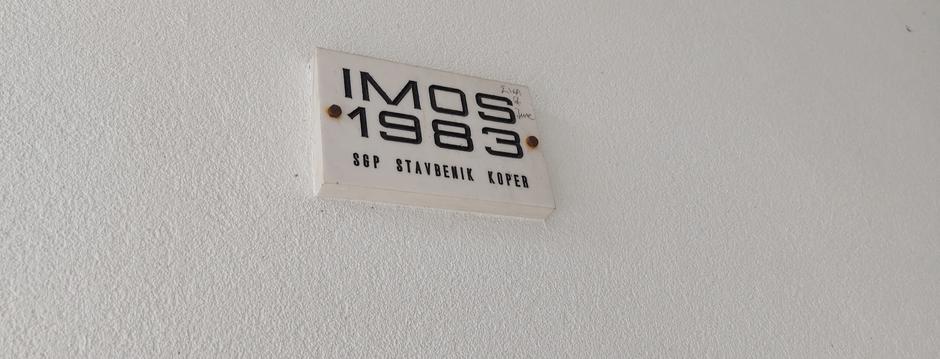 IMOS
1983
SGP STAVBENIK KOPER